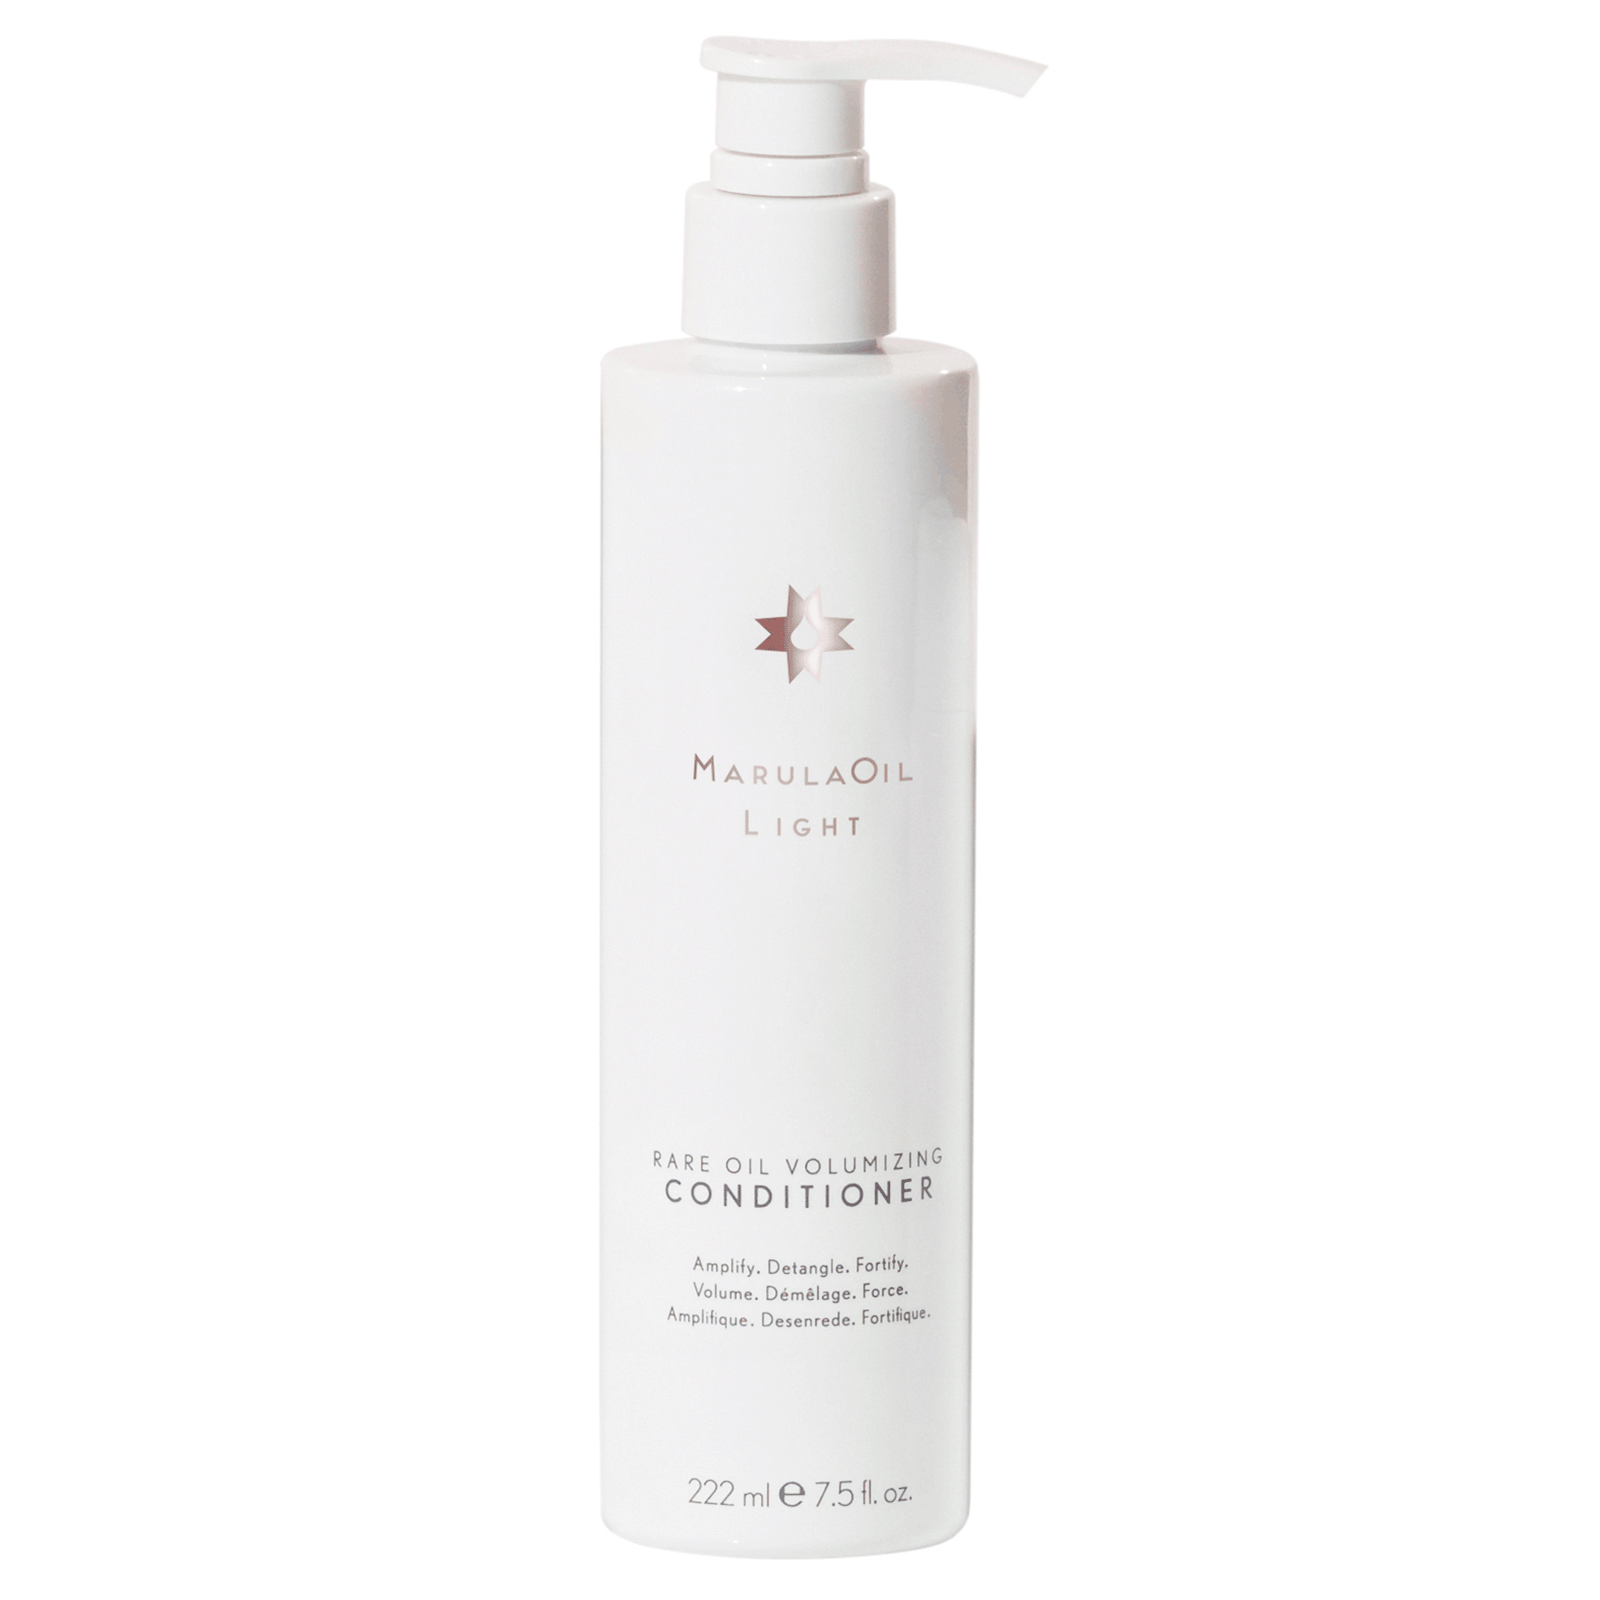 MARULAOIL
LIGHT
RARE OIL VOLUMIZING
CONDITIONER
Amplify. Detangle. Fortify.
Volume. Démêlage. Force.
Amplifique. Desenrede. Fortifique.
222 ml ℮ 7.5 fl. oz.